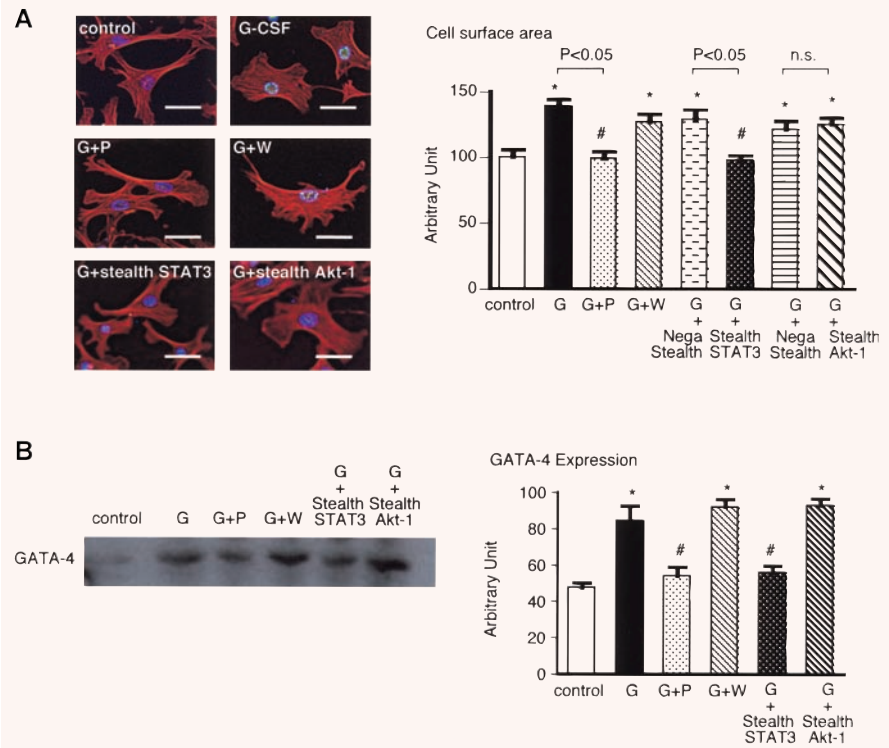 A
control
G-CSF
G+P
G+W
G+stealth STAT3
G+stealth Akt-1
Cell surface area
P<0.05
P<0.05
n.s.
Arbitrary Unit
150
100
50
0
*
#
*
*
#
*
*
control
G
G+P
G+W
G
+
Nega
Stealth
G
+
Stealth
STAT3
G
+
Nega
Stealth
G
+
Stealth
Akt-1
B
control
G
G+P
G+W
G
+
Stealth
STAT3
G
+
Stealth
Akt-1
GATA-4
GATA-4 Expression
Arbitrary Unit
100
80
60
40
20
0
*
#
*
#
*
control
G
G+P
G+W
G
+
Stealth
STAT3
G
+
Stealth
Akt-1